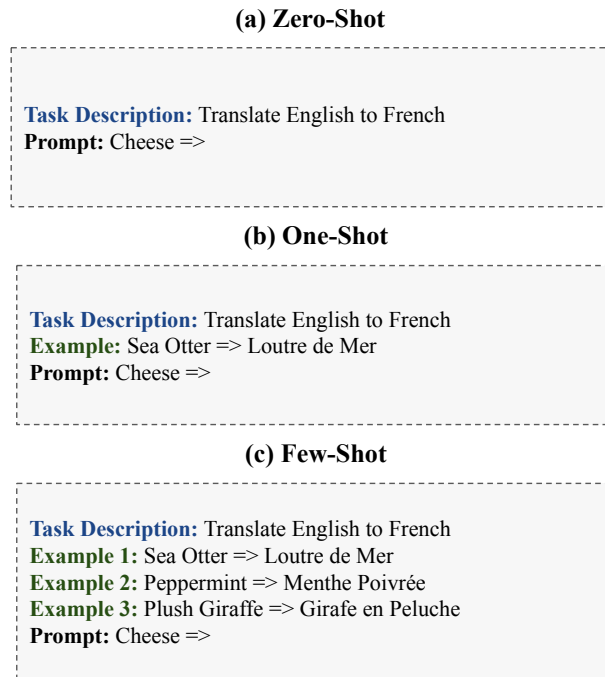 (a) Zero-Shot
Task Description: Translate English to French
Prompt: Cheese =>
(b) One-Shot
Task Description: Translate English to French
Example: Sea Otter => Loutre de Mer
Prompt: Cheese =>
(c) Few-Shot
Task Description: Translate English to French
Example 1: Sea Otter => Loutre de Mer
Example 2: Peppermint => Menthe Poivrée
Example 3: Plush Giraffe => Girafe en Peluche
Prompt: Cheese =>